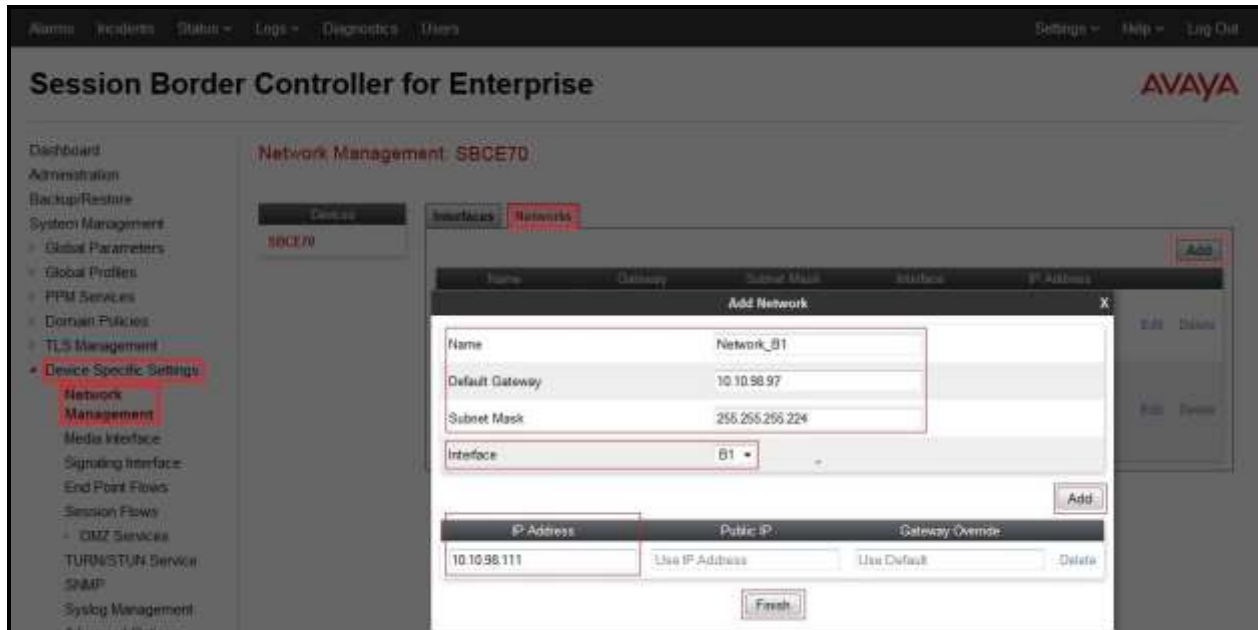 Alarms Incidents Status Logs Diagnostics Users Settings Help Log Out
Session Border Controller for Enterprise AVAYA
Dashboard
Administration
Backup/Restore
System Management
Global Parameters
Global Profiles
PPM Services
Domain Policies
TLS Management
Device Specific Settings
Network
Management
Media Interface
Signaling Interface
End Point Flows
Session Flows
DMZ Services
TURN/STUN Service
SNMP
Syslog Management
Network Management: SBCE70
Devices
SBCE70
Interfaces Networks
Add
Name Gateway Subnet Mask Interface IP Address
Edit Delete
Edit Delete
Add Network X
Name Network_B1
Default Gateway 10.10.98.97
Subnet Mask 255.255.255.224
Interface B1
Add
IP Address Public IP Gateway Override
10.10.98.111 Use IP Address Use Default Delete
Finish